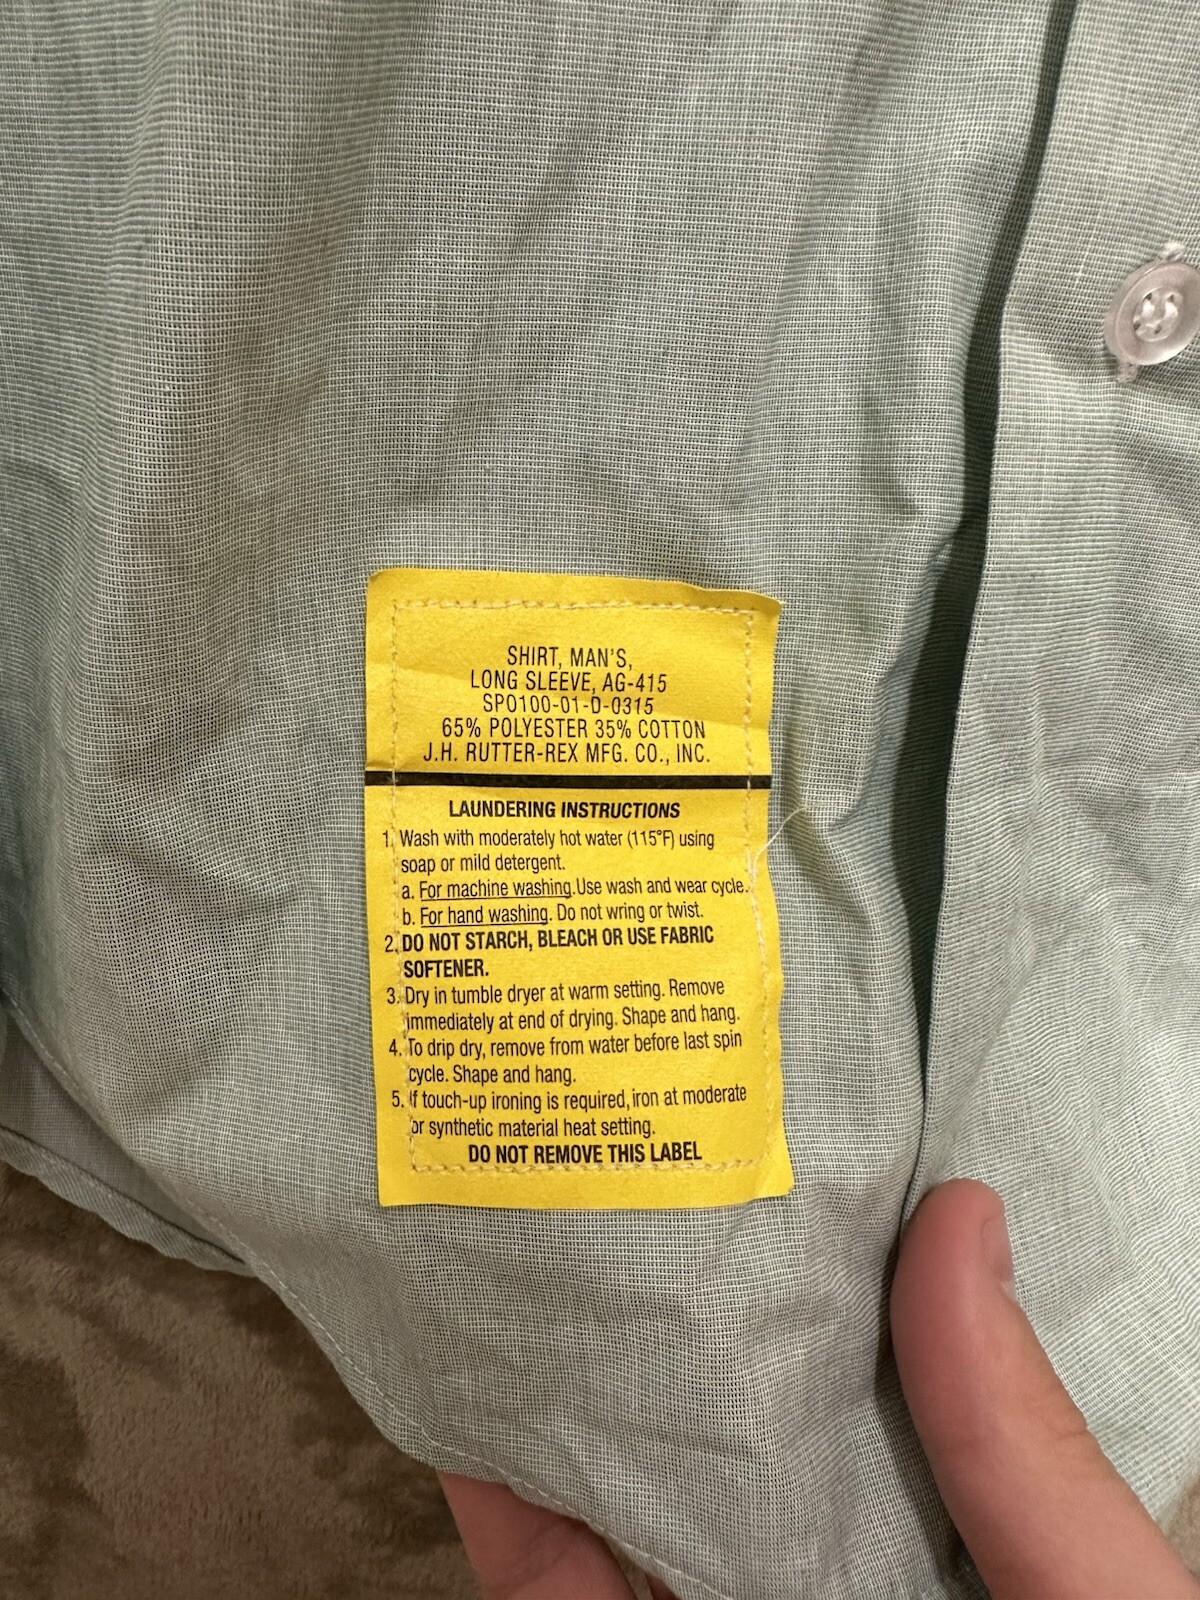 SHIRT, MAN'S,
LONG SLEEVE, AG-415
SPO100-01-D-0315
65% POLYESTER 35% COTTON
J.H. RUTTER-REX MFG. CO., INC.
LAUNDERING INSTRUCTIONS
1. Wash with moderately hot water (115°F) using
soap or mild detergent.
a. For machine washing.Use wash and wear cycle.
b. For hand washing. Do not wring or twist.
2. DO NOT STARCH, BLEACH OR USE FABRIC
SOFTENER.
3. Dry in tumble dryer at warm setting. Remove
immediately at end of drying. Shape and hang.
4. To drip dry, remove from water before last spin
cycle. Shape and hang.
5. If touch-up ironing is required, iron at moderate
or synthetic material heat setting.
DO NOT REMOVE THIS LABEL